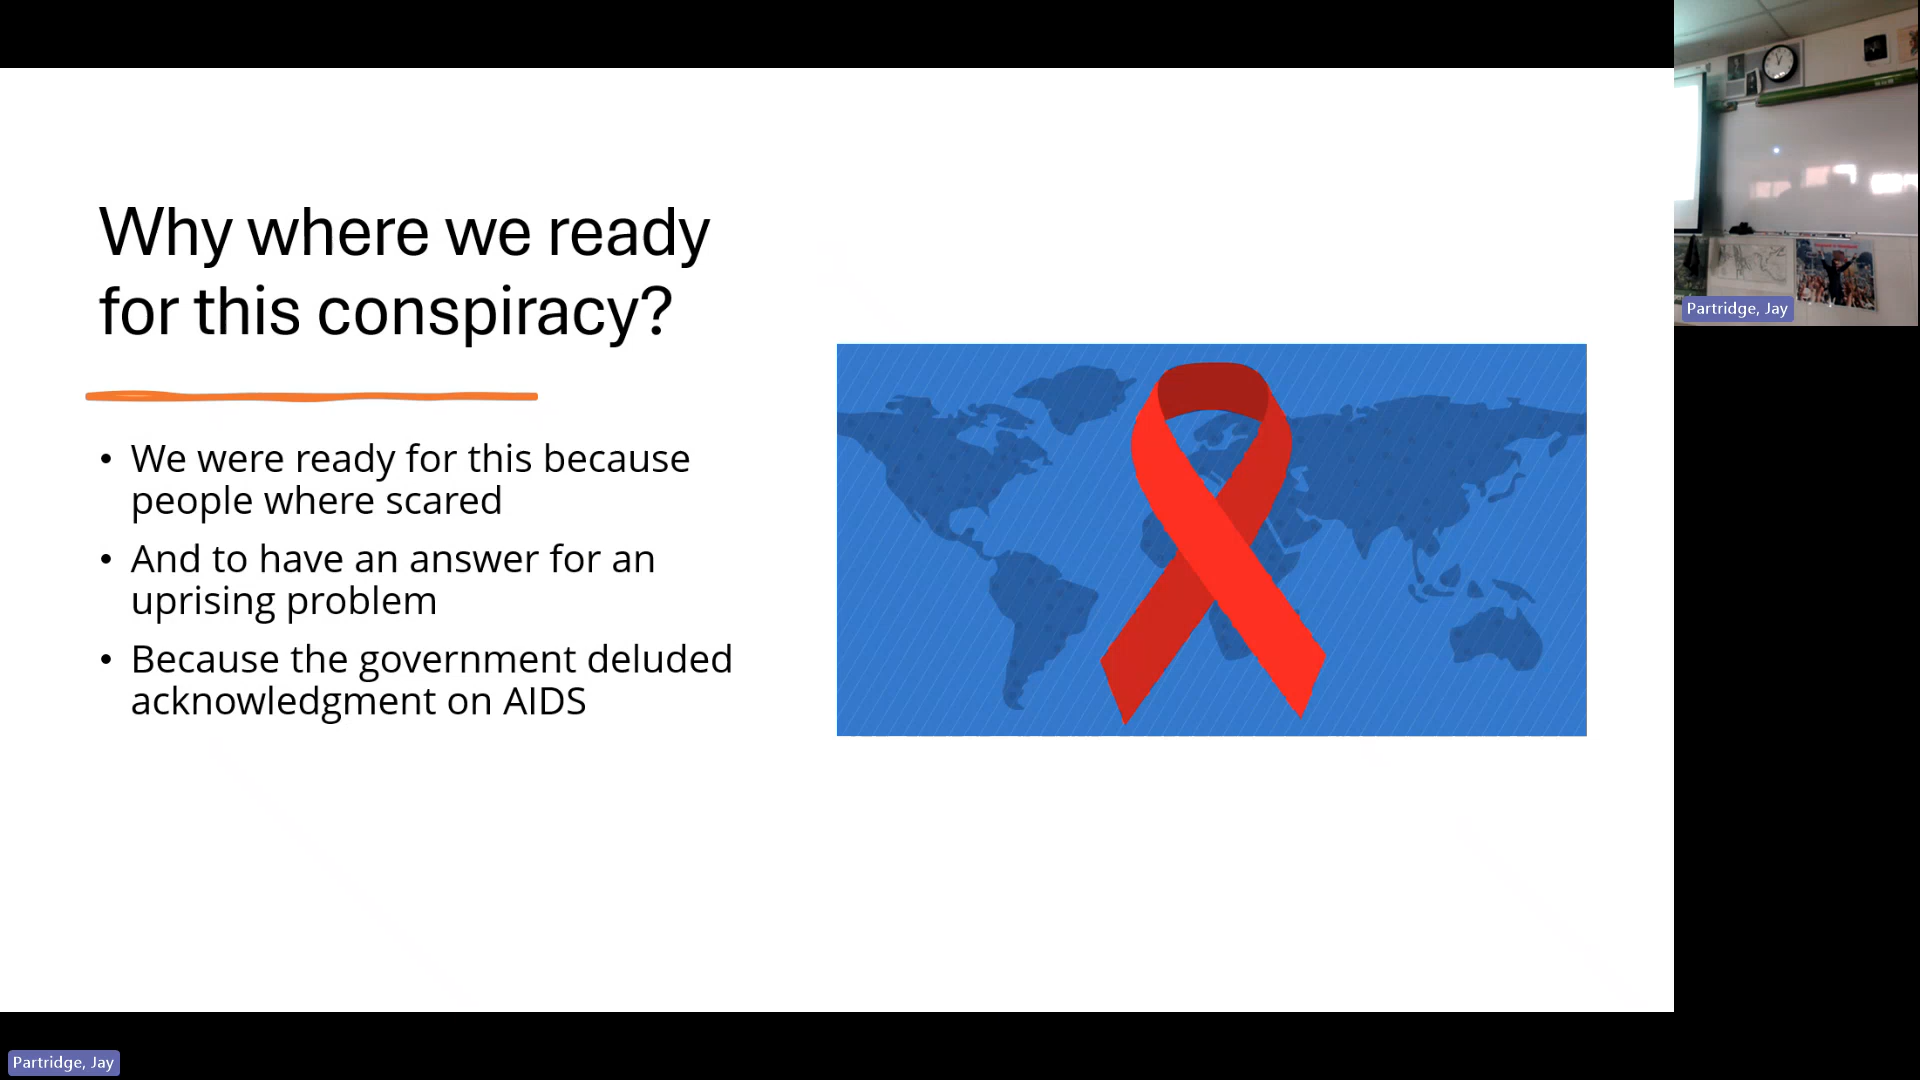 Why where we ready
for this conspiracy?
• We were ready for this because
people where scared
• And to have an answer for an
uprising problem
• Because the government deluded
acknowledgment on AIDS
Partridge, Jay
Partridge, Jay